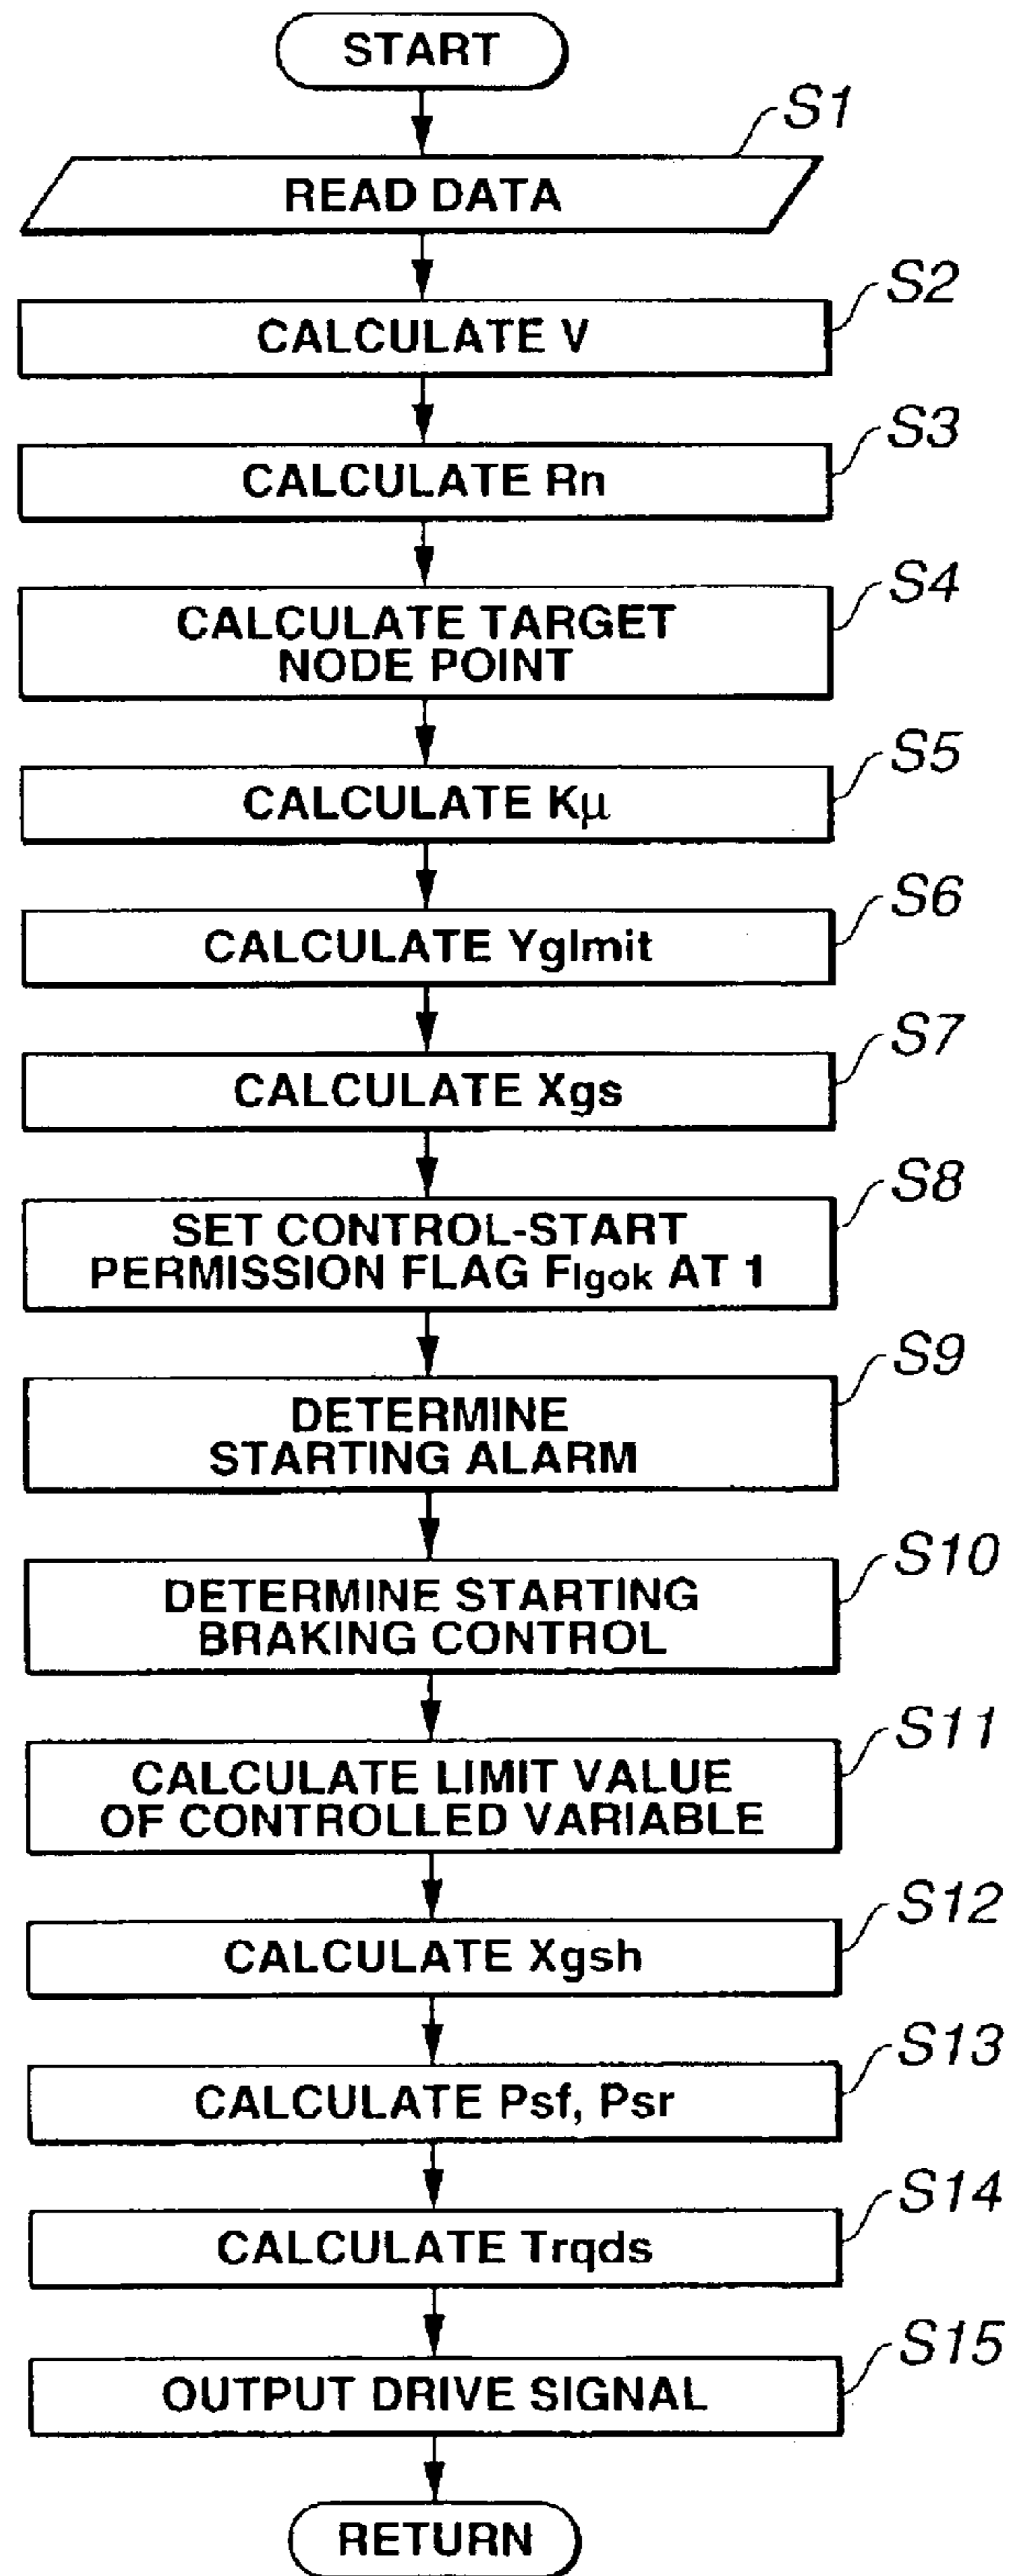 START
S1
READ DATA
S2
CALCULATE V
S3
CALCULATE Rn
S4
CALCULATE TARGET
NODE POINT
S5
CALCULATE Kμ
S6
CALCULATE Yglmit
S7
CALCULATE Xgs
S8
SET CONTROL-START
PERMISSION FLAG Flgok AT 1
S9
DETERMINE
STARTING ALARM
S10
DETERMINE STARTING
BRAKING CONTROL
S11
CALCULATE LIMIT VALUE
OF CONTROLLED VARIABLE
S12
CALCULATE Xgsh
S13
CALCULATE Psf, Psr
S14
CALCULATE Trqds
S15
OUTPUT DRIVE SIGNAL
RETURN